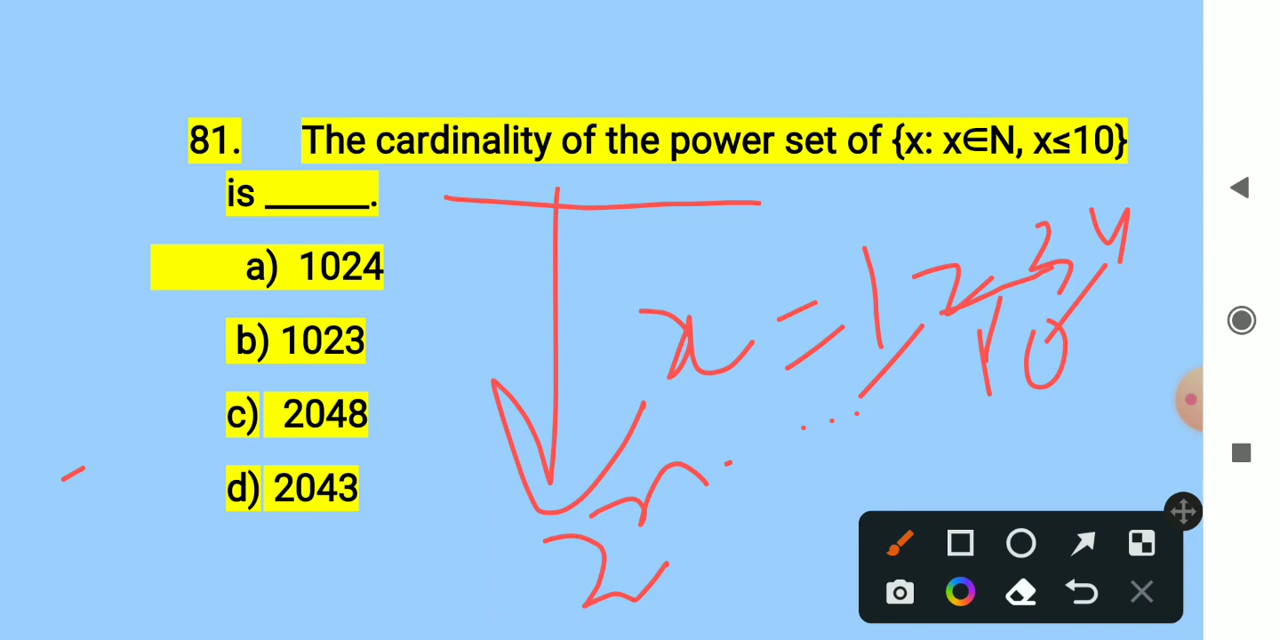 81. The cardinality of the power set of {x: x∈N, x≤10}
is ______.
a) 1024
b) 1023
c) 2048
d) 2043
x = 1, 2, 3, 4
... 10
2ⁿ